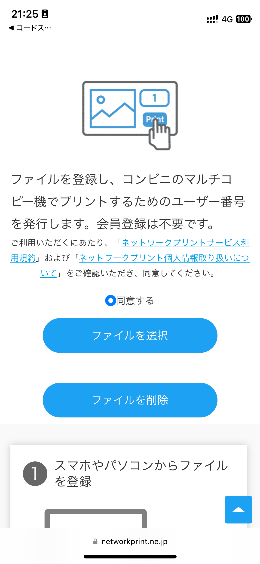 21:25
4G 100
◀ コードス…
1
Print
ファイルを登録し、コンビニのマルチコ
ピー機でプリントするためのユーザー番号
を発行します。会員登録は不要です。
ご利用いただくにあたり、「ネットワークプリントサービス利
用規約」および「ネットワークプリント個人情報取り扱いにつ
いて」をご確認いただき、同意してください。
同意する
ファイルを選択
ファイルを削除
1
スマホやパソコンからファイル
を登録
networkprint.ne.jp